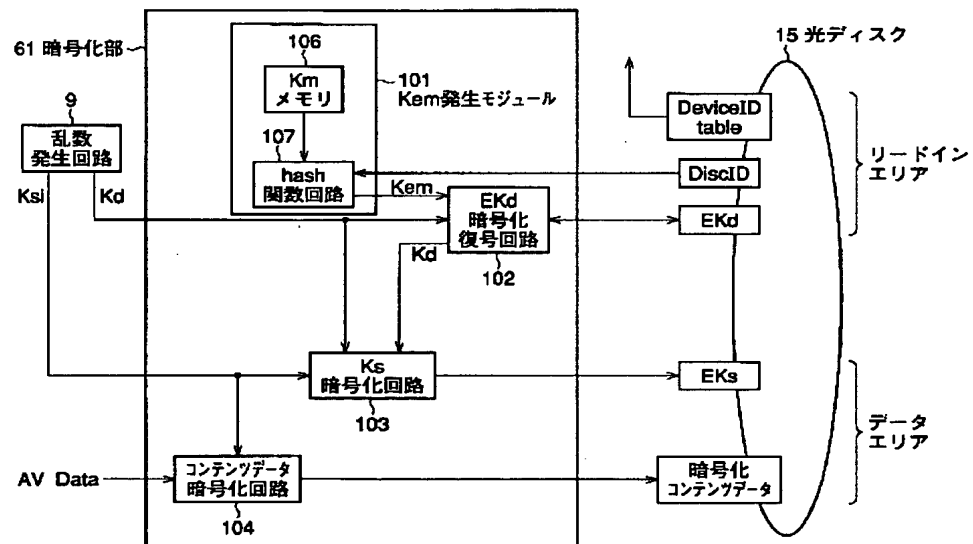 61 暗号化部
106
Km
メモリ
101
Kem発生モジュール
15 光ディスク
9
乱数
発生回路
107
hash
関数回路
DeviceID
table
DiscID
EKd
リードイン
エリア
Ksi
Kd
Kem
EKd
暗号化
復号回路
102
Kd
Ks
暗号化回路
103
EKs
データ
エリア
AV Data
コンテンツデータ
暗号化回路
104
暗号化
コンテンツデータ